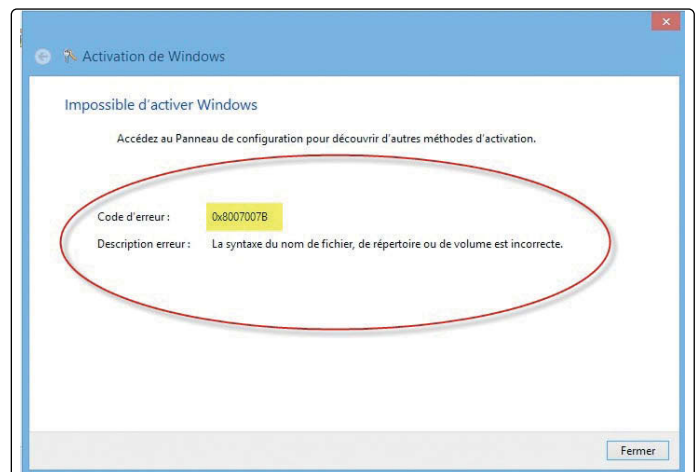 Activation de Windows
Impossible d'activer Windows
Accédez au Panneau de configuration pour découvrir d'autres méthodes d'activation.
Code d'erreur : 0x8007007B
Description erreur : La syntaxe du nom de fichier, de répertoire ou de volume est incorrecte.
Fermer